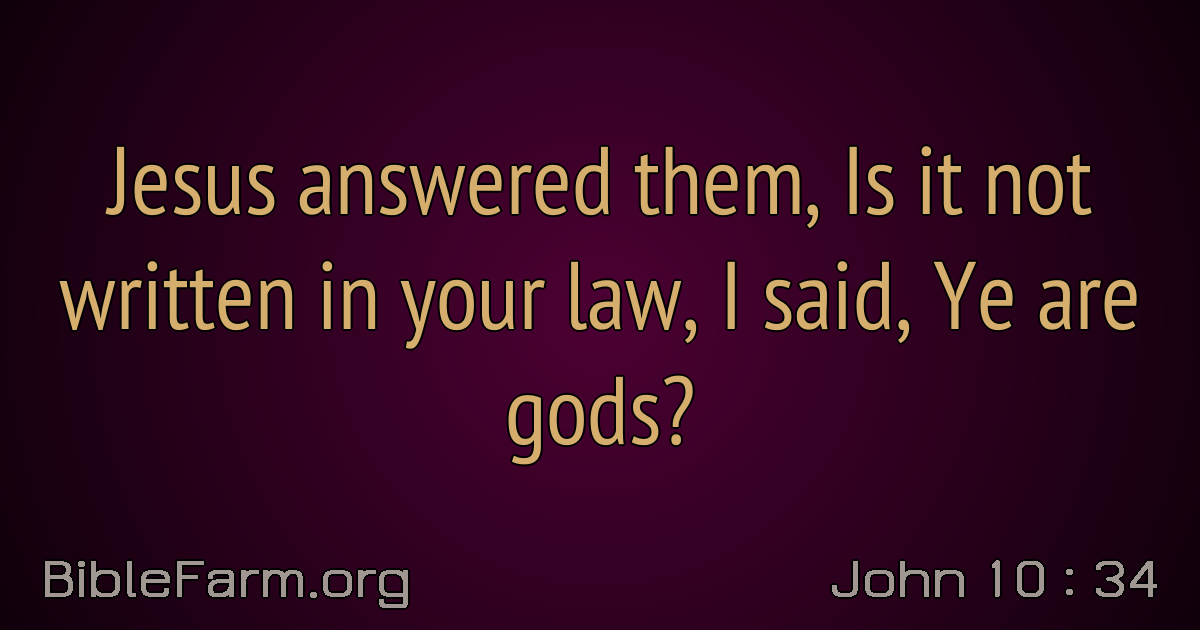 Jesus answered them, Is it not
written in your law, I said, Ye are
gods?
BibleFarm.org
John 10 : 34